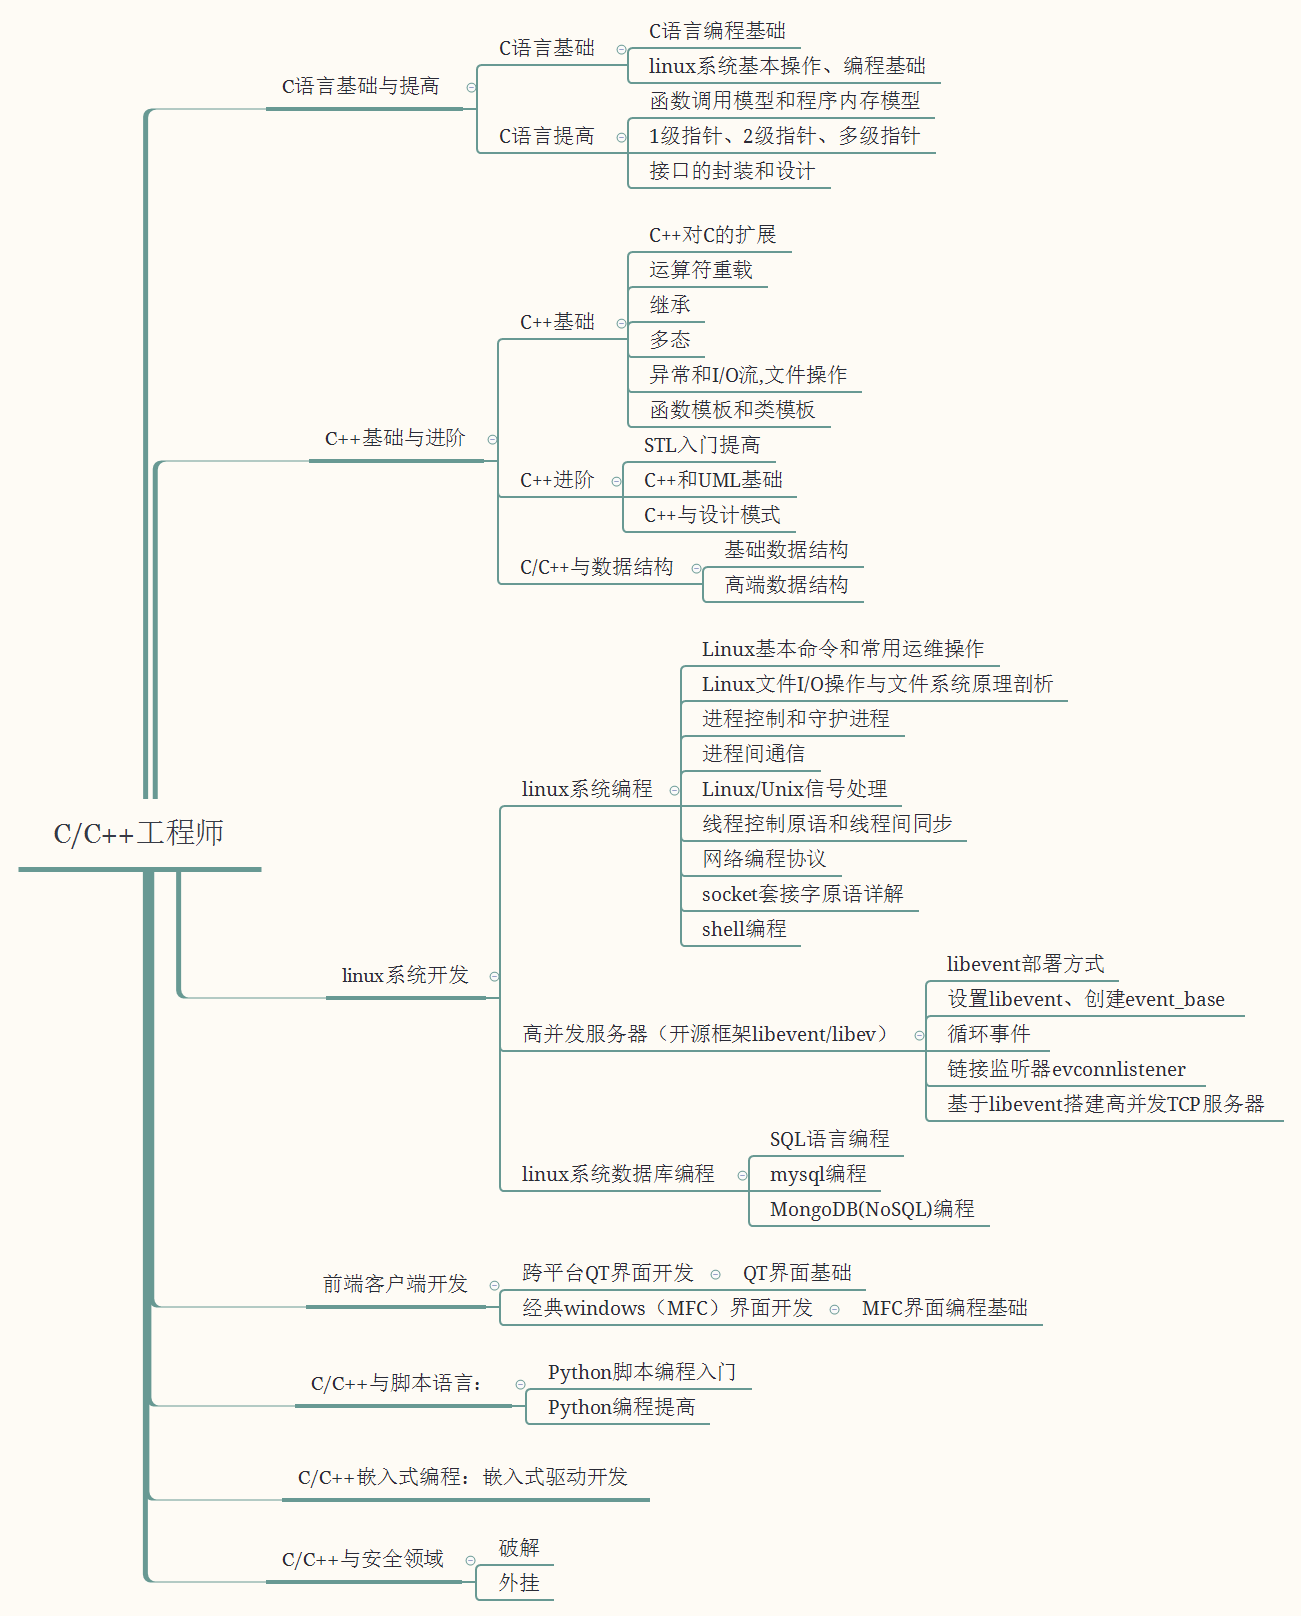 C/C++工程师
C语言基础与提高
C语言基础
C语言编程基础
linux系统基本操作、编程基础
C语言提高
函数调用模型和程序内存模型
1级指针、2级指针、多级指针
接口的封装和设计
C++基础与进阶
C++基础
C++对C的扩展
运算符重载
继承
多态
异常和I/O流,文件操作
函数模板和类模板
C++进阶
STL入门提高
C++和UML基础
C++与设计模式
C/C++与数据结构
基础数据结构
高端数据结构
linux系统开发
linux系统编程
Linux基本命令和常用运维操作
Linux文件I/O操作与文件系统原理剖析
进程控制和守护进程
进程间通信
Linux/Unix信号处理
线程控制原语和线程间同步
网络编程协议
socket套接字原语详解
shell编程
高并发服务器（开源框架libevent/libev）
libevent部署方式
设置libevent、创建event_base
循环事件
链接监听器evconnlistener
基于libevent搭建高并发TCP服务器
linux系统数据库编程
SQL语言编程
mysql编程
MongoDB(NoSQL)编程
前端客户端开发
跨平台QT界面开发
QT界面基础
经典windows（MFC）界面开发
MFC界面编程基础
C/C++与脚本语言：
Python脚本编程入门
Python编程提高
C/C++嵌入式编程：嵌入式驱动开发
C/C++与安全领域
破解
外挂